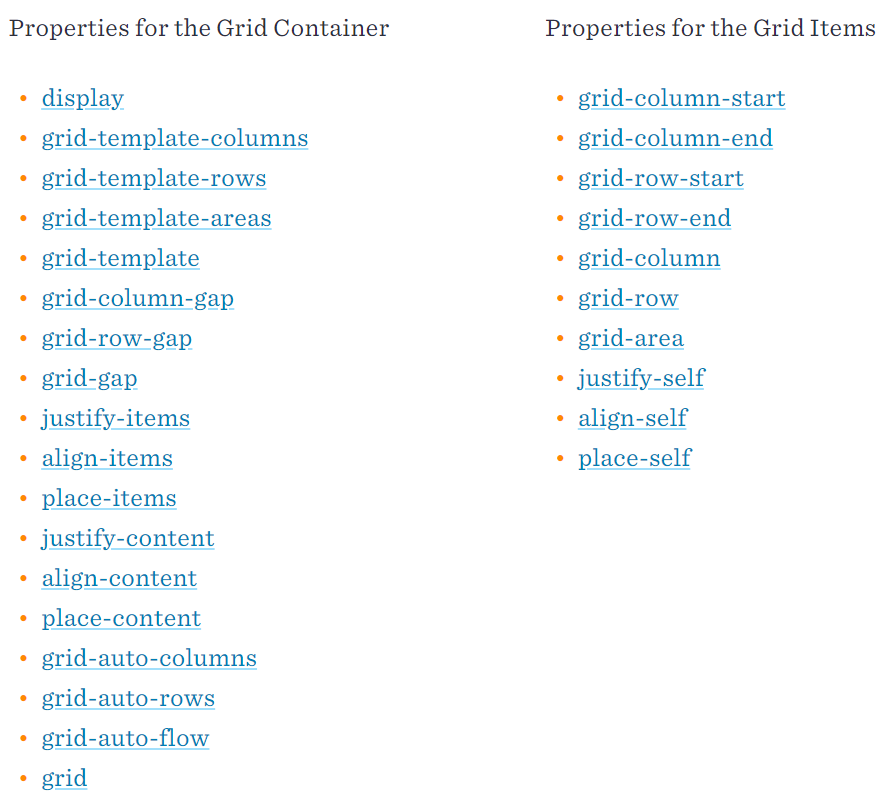 Properties for the Grid Container
display
grid-template-columns
grid-template-rows
grid-template-areas
grid-template
grid-column-gap
grid-row-gap
grid-gap
justify-items
align-items
place-items
justify-content
align-content
place-content
grid-auto-columns
grid-auto-rows
grid-auto-flow
grid
Properties for the Grid Items
grid-column-start
grid-column-end
grid-row-start
grid-row-end
grid-column
grid-row
grid-area
justify-self
align-self
place-self